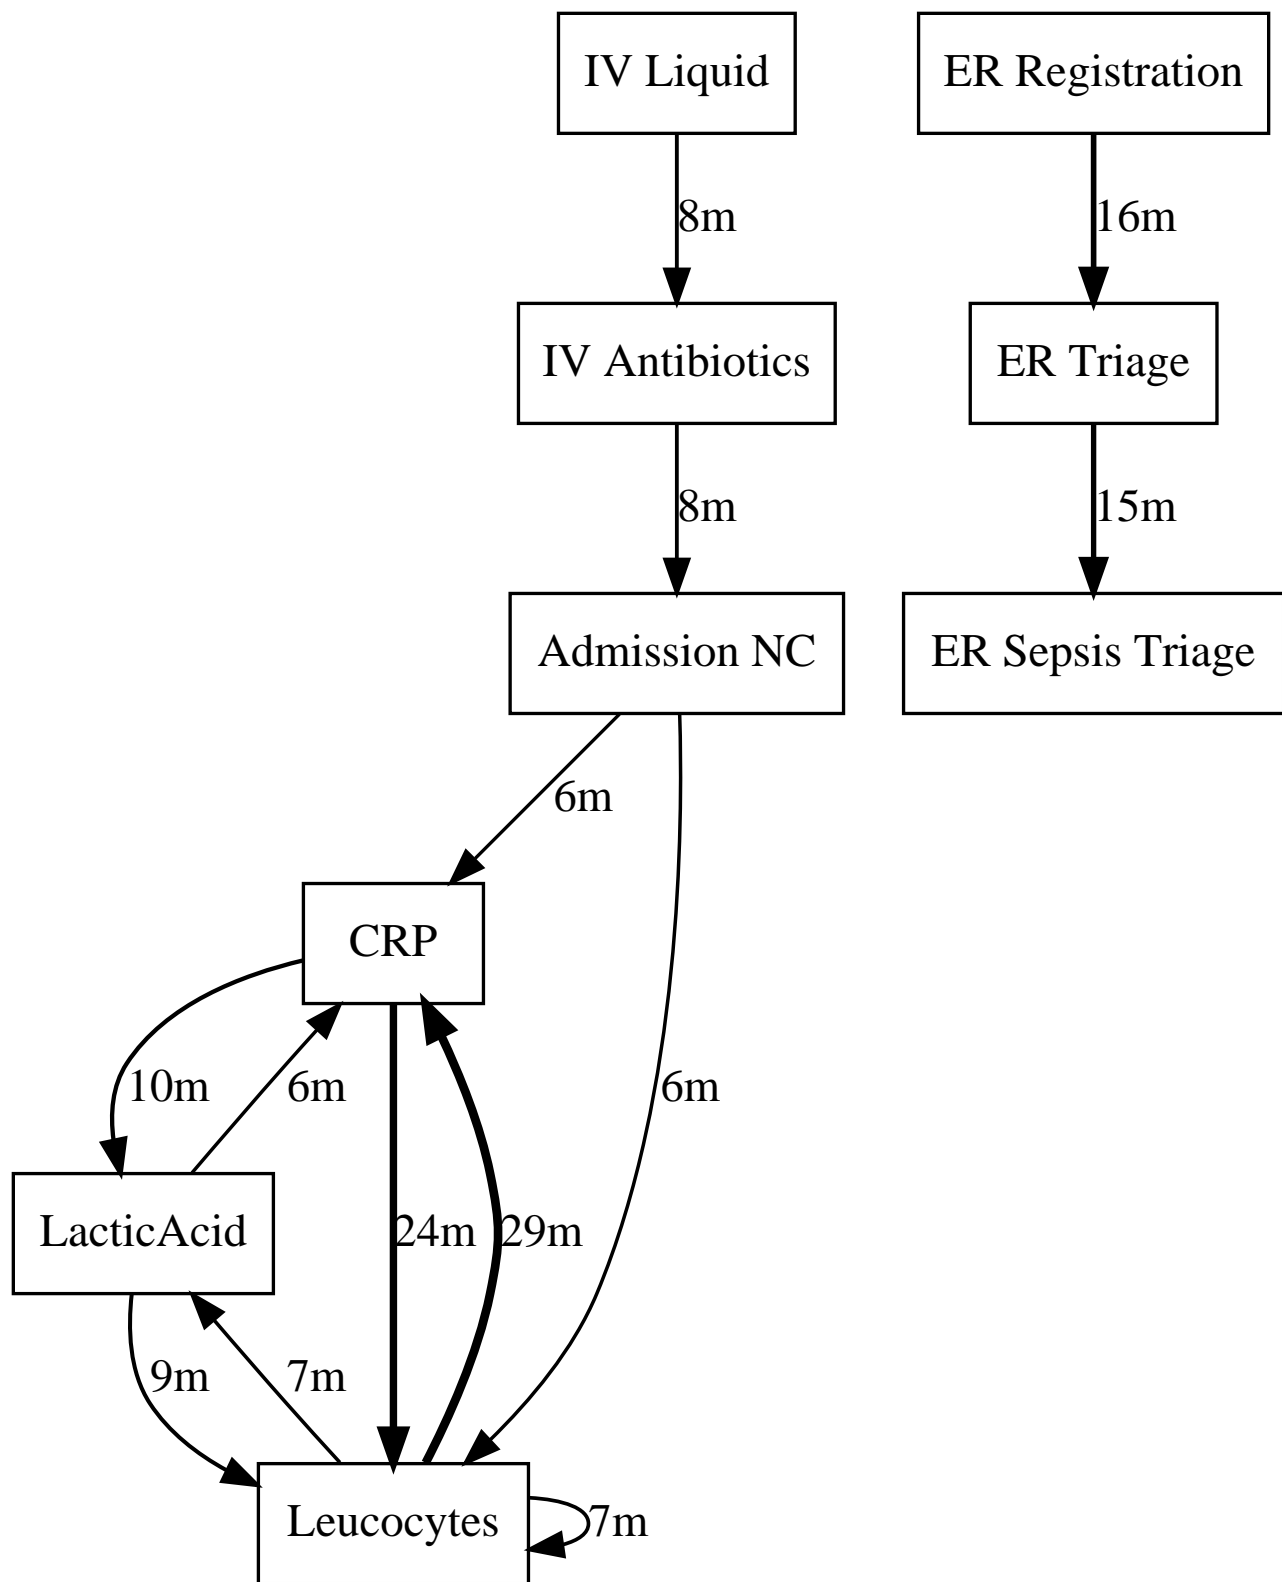 IV Liquid
ER Registration
8m
16m
IV Antibiotics
ER Triage
8m
15m
Admission NC
ER Sepsis Triage
6m
CRP
10m
6m
6m
LacticAcid
24m
29m
9m
7m
Leucocytes
7m